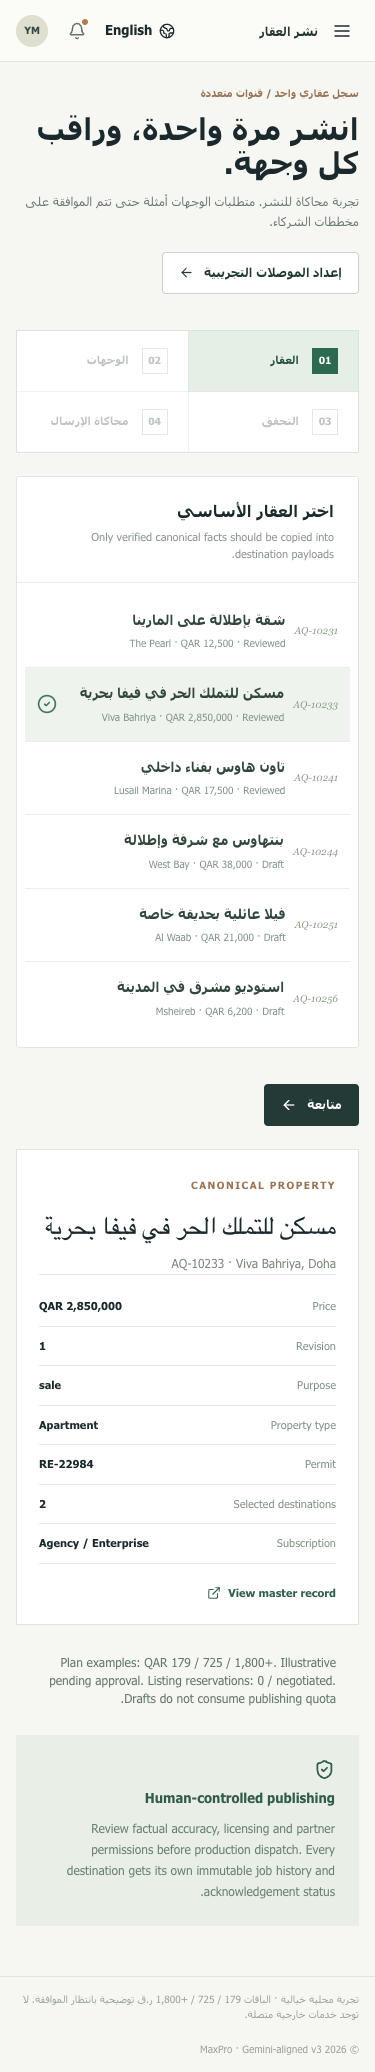 نشر العقار
English
YM
سجل عقاري واحد / قنوات متعددة
انشر مرة واحدة، وراقب
كل وجهة.
تجربة محاكاة للنشر. متطلبات الوجهات أمثلة حتى تتم الموافقة على
مخططات الشركاء.
إعداد الموصلات التجريبية
01 العقار
02 الوجهات
03 التحقق
04 محاكاة الإرسال
اختر العقار الأساسي
Only verified canonical facts should be copied into
destination payloads.
AQ-10231
شقة بإطلالة على المارينا
The Pearl · QAR 12,500 · Reviewed
AQ-10233
مسكن للتملك الحر في فيفا بحرية
Viva Bahriya · QAR 2,850,000 · Reviewed
AQ-10241
تاون هاوس بفناء داخلي
Lusail Marina · QAR 17,500 · Reviewed
AQ-10244
بنتهاوس مع شرفة وإطلالة
West Bay · QAR 38,000 · Draft
AQ-10251
فيلا عائلية بحديقة خاصة
Al Waab · QAR 21,000 · Draft
AQ-10256
استوديو مشرق في المدينة
Msheireb · QAR 6,200 · Draft
متابعة
CANONICAL PROPERTY
مسكن للتملك الحر في فيفا بحرية
AQ-10233 · Viva Bahriya, Doha
Price QAR 2,850,000
Revision 1
Purpose sale
Property type Apartment
Permit RE-22984
Selected destinations 2
Subscription Agency / Enterprise
View master record
Plan examples: QAR 179 / 725 / 1,800+. Illustrative
pending approval. Listing reservations: 0 / negotiated.
Drafts do not consume publishing quota.
Human-controlled publishing
Review factual accuracy, licensing and partner
permissions before production dispatch. Every
destination gets its own immutable job history and
acknowledgement status.
تجربة محلية خيالية · الباقات 179 / 725 / 1,800+ ر.ق توضيحية بانتظار الموافقة. لا
توجد خدمات خارجية متصلة.
© 2026 MaxPro · Gemini-aligned v3